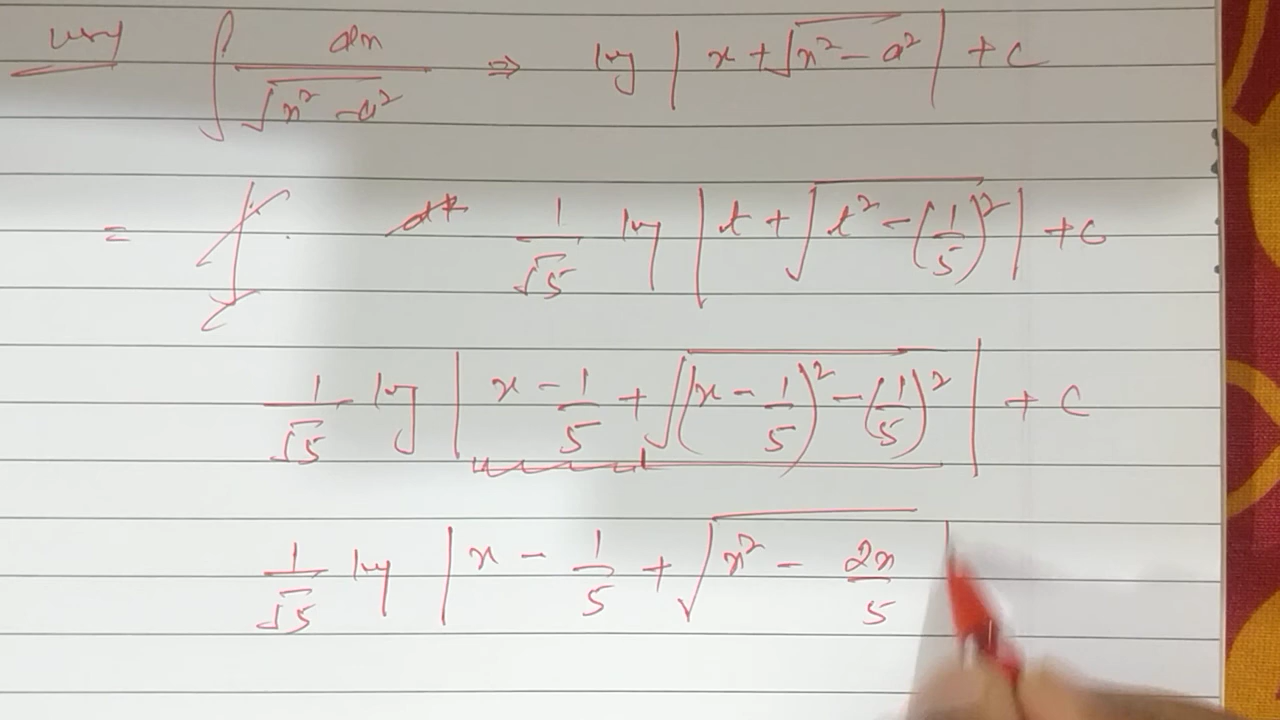 using ∫ dx / √(x² - a²) ⇒ log | x + √(x² - a²) | + c
= 1/√5 log | t + √(t² - (1/5)²) | + c
1/√5 log | x - 1/5 + √((x - 1/5)² - (1/5)²) | + c
1/√5 log | x - 1/5 + √(x² - 2x/5) |